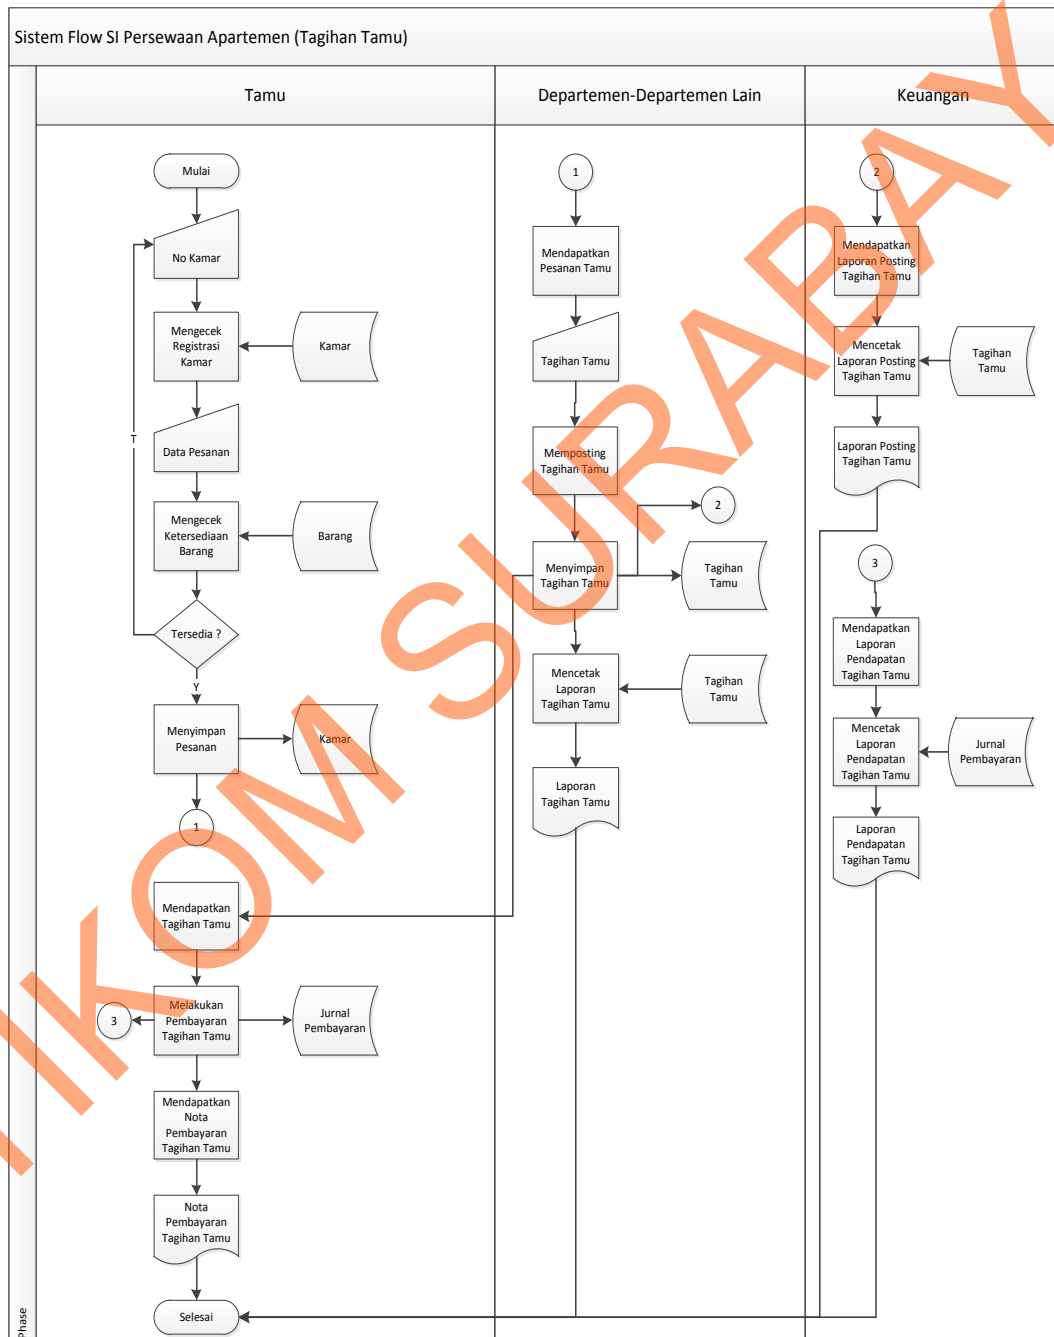 Sistem Flow SI Persewaan Apartemen (Tagihan Tamu)
Tamu
Departemen-Departemen Lain
Keuangan
Mulai
No Kamar
Mengecek
Registrasi
Kamar
Kamar
Data Pesanan
T
Mengecek
Ketersediaan
Barang
Barang
Tersedia ?
Y
Menyimpan
Pesanan
Kamar
1
Mendapatkan
Tagihan Tamu
3
Melakukan
Pembayaran
Tagihan Tamu
Jurnal
Pembayaran
Mendapatkan
Nota
Pembayaran
Tagihan Tamu
Nota
Pembayaran
Tagihan Tamu
Selesai
1
Mendapatkan
Pesanan Tamu
Tagihan Tamu
Memposting
Tagihan Tamu
2
Menyimpan
Tagihan Tamu
Tagihan
Tamu
Mencetak
Laporan
Tagihan Tamu
Tagihan
Tamu
Laporan
Tagihan Tamu
2
Mendapatkan
Laporan Posting
Tagihan Tamu
Mencetak
Laporan Posting
Tagihan Tamu
Tagihan
Tamu
Laporan Posting
Tagihan Tamu
3
Mendapatkan
Laporan
Pendapatan
Tagihan Tamu
Mencetak
Laporan
Pendapatan
Tagihan Tamu
Jurnal
Pembayaran
Laporan
Pendapatan
Tagihan Tamu
Phase
IKOM SURABAY